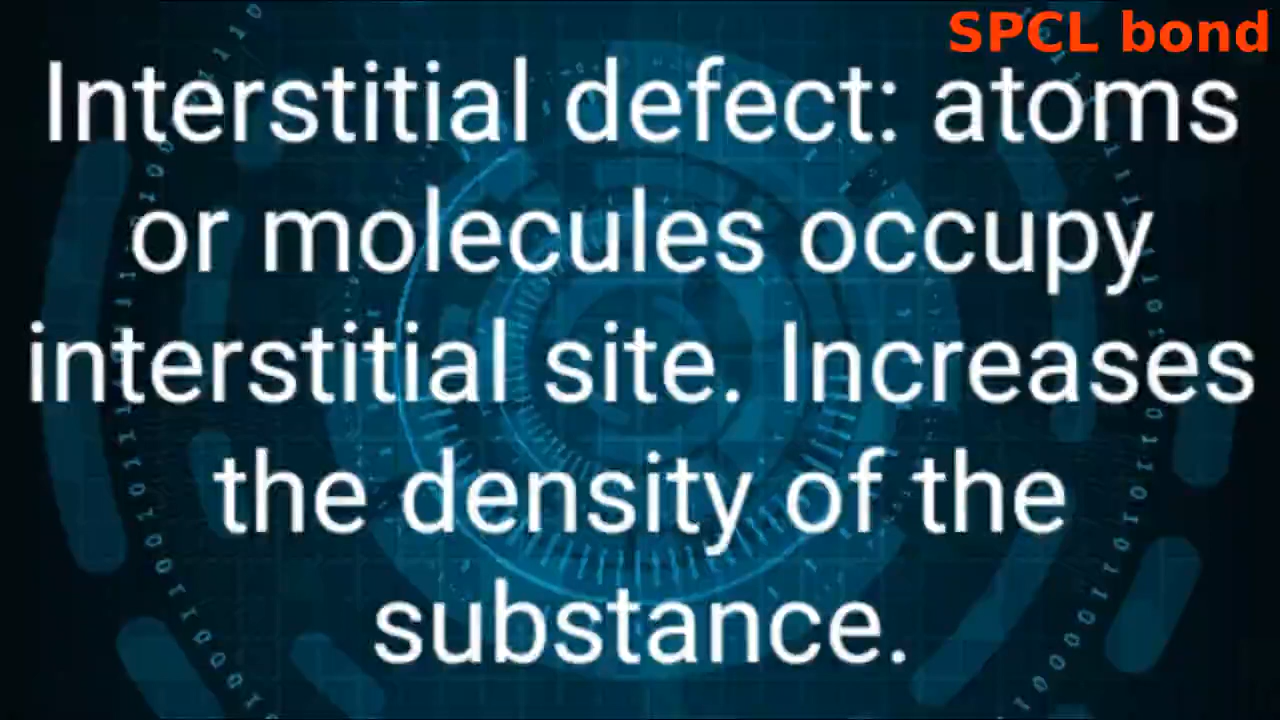 SPCL bond
Interstitial defect: atoms
or molecules occupy
interstitial site. Increases
the density of the
substance.